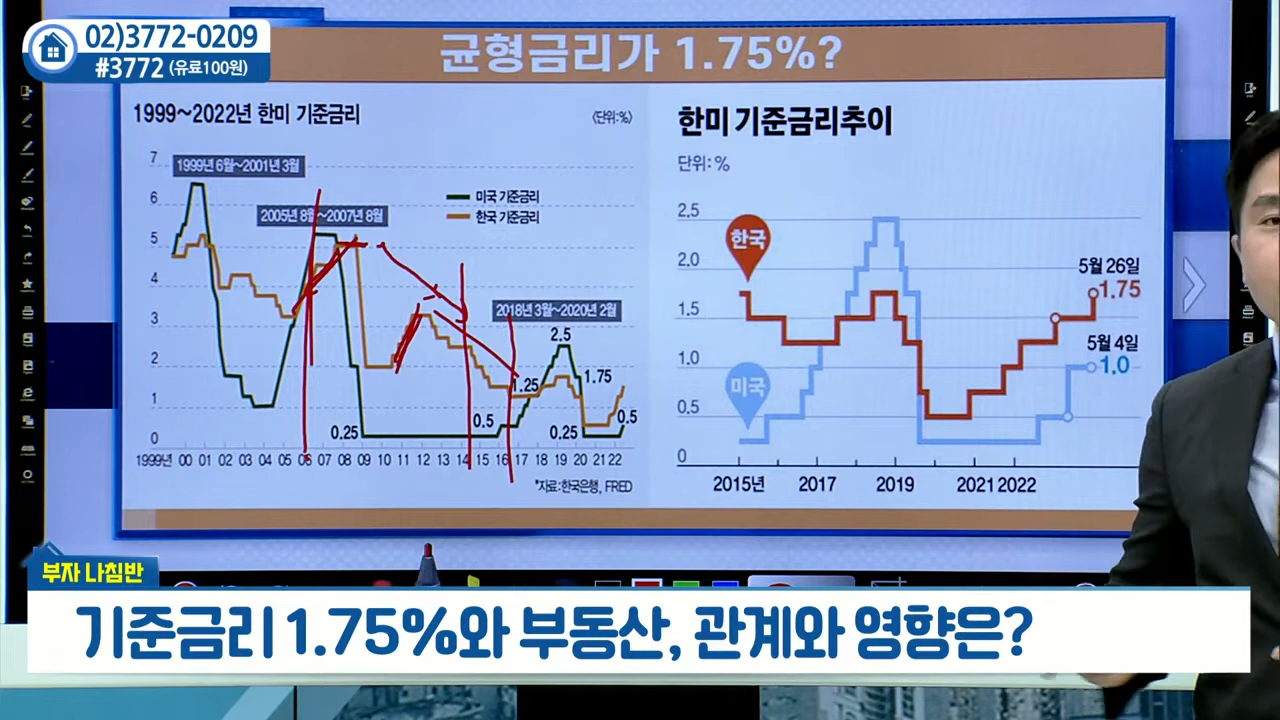 02)3772-0209
#3772 (유료100원)
균형금리가 1.75%?
1999~2022년 한미 기준금리
<단위:%>
7
6
5
4
3
2
1
0
1999년 6월~2001년 3월
2005년 8월~2007년 8월
2018년 3월~2020년 2월
미국 기준금리
한국 기준금리
0.25
0.5
1.25
2.5
1.75
0.25
0.5
1999년 00 01 02 03 04 05 06 07 08 09 10 11 12 13 14 15 16 17 18 19 20 21 22
*자료:한국은행, FRED
한미 기준금리추이
단위: %
2.5
2.0
1.5
1.0
0.5
0
한국
미국
5월 26일
1.75
5월 4일
1.0
2015년 2017 2019 2021 2022
부자 나침반
기준금리 1.75%와 부동산, 관계와 영향은?